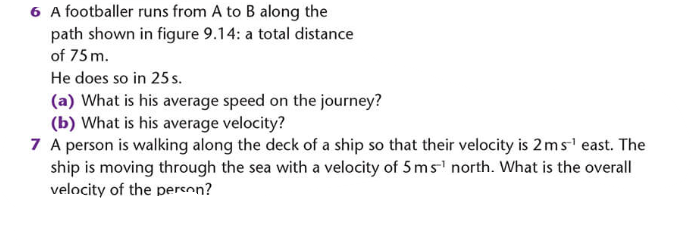 6 A footballer runs from A to B along the
path shown in figure 9.14: a total distance
of 75 m.
He does so in 25 s.
(a) What is his average speed on the journey?
(b) What is his average velocity?
7 A person is walking along the deck of a ship so that their velocity is 2 m s⁻¹ east. The
ship is moving through the sea with a velocity of 5 m s⁻¹ north. What is the overall
velocity of the person?